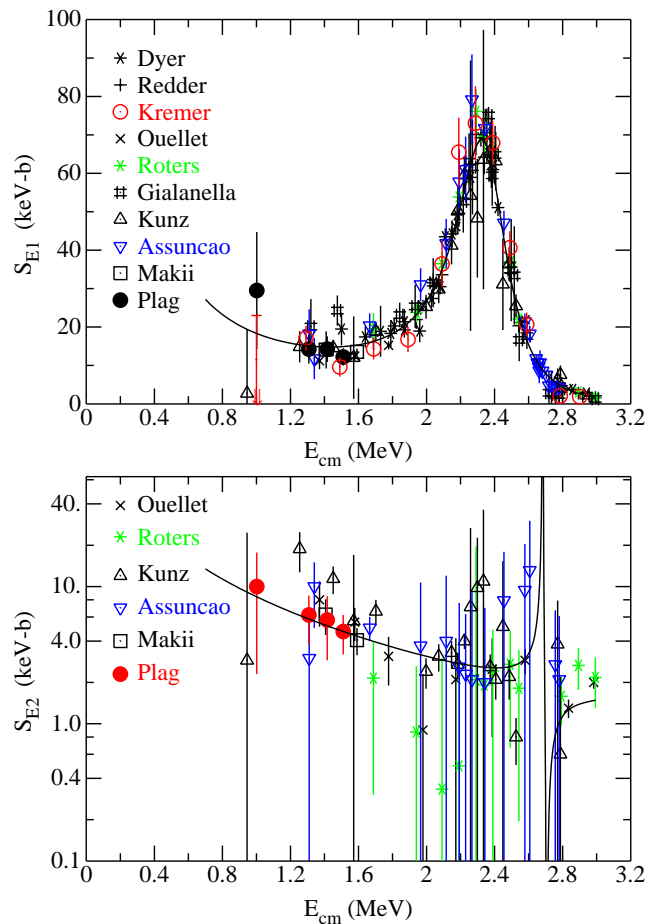 100
80
60
40
20
0
S_E1 (keV-b)
Dyer
Redder
Kremer
Ouellet
Roters
Gialanella
Kunz
Assuncao
Makii
Plag
0 0.4 0.8 1.2 1.6 2 2.4 2.8 3.2
E_cm (MeV)
40.
10.
4.0
1.0
0.4
0.1
S_E2 (keV-b)
Ouellet
Roters
Kunz
Assuncao
Makii
Plag
0 0.4 0.8 1.2 1.6 2.0 2.4 2.8 3.2
E_cm (MeV)